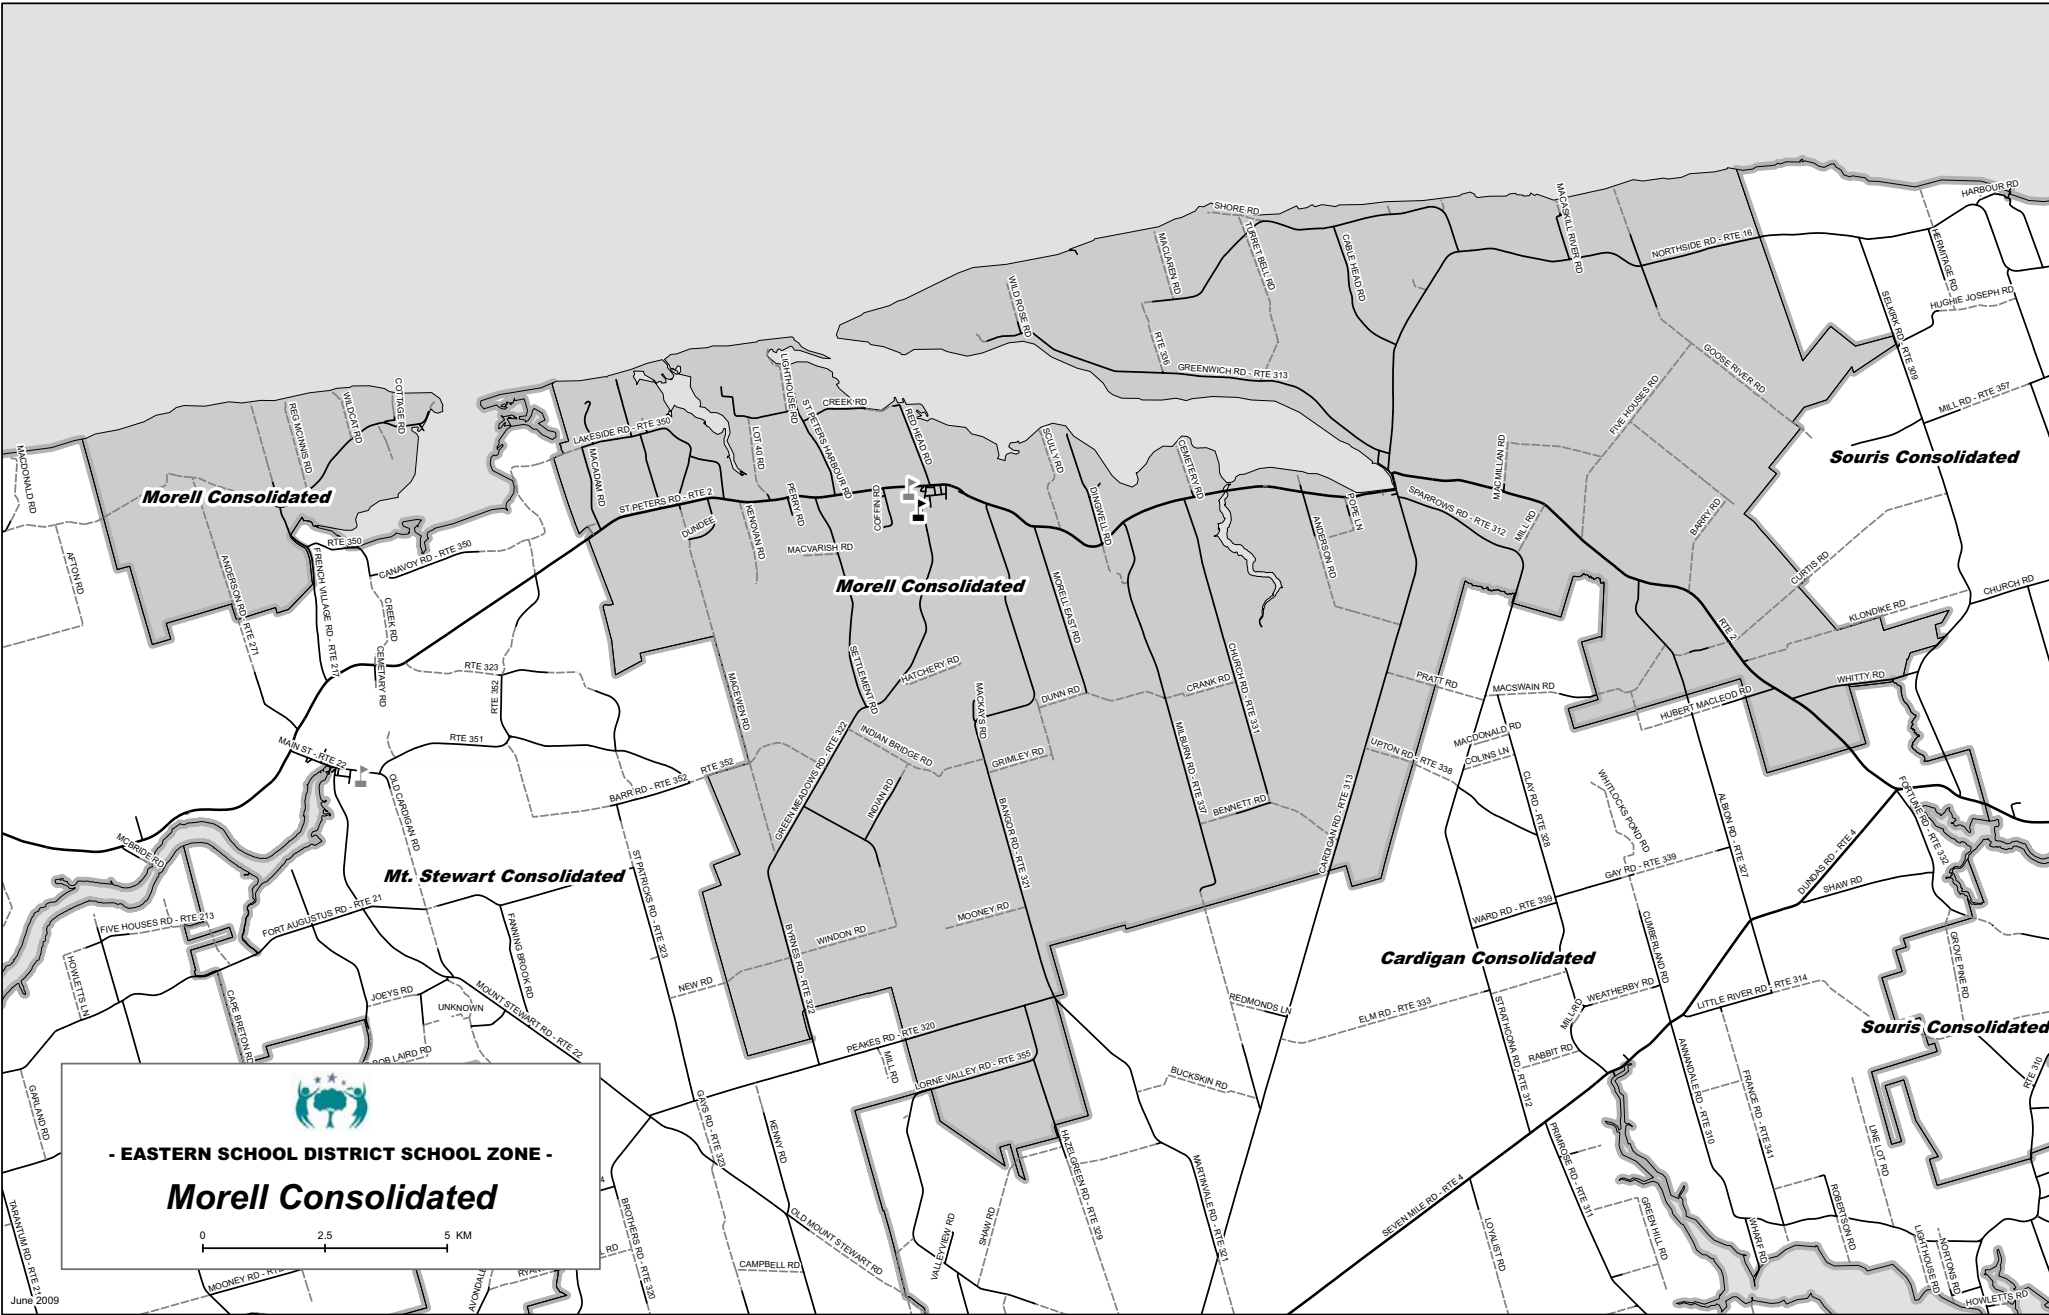 SHORE RD
TURRET BELL RD
MACLAREN RD
CABLE HEAD RD
MACASKILL RIVER RD
NORTHSIDE RD - RTE 16
HARBOUR RD
HERMITAGE RD
HUGHIE JOSEPH RD
SELKIRK RD - RTE 309
MILL RD - RTE 357
WILD ROSE RD
RTE 336
GREENWICH RD - RTE 313
GOOSE RIVER RD
FIVE HOUSES RD
LIGHTHOUSE RD
CREEK RD
ST PETERS HARBOUR RD
RED HEAD RD
COTTAGE RD
WILDCAT RD
REG MCINNIS RD
MACDONALD RD
LAKESIDE RD - RTE 350
MACADAM RD
LOT 40 RD
SCULLY RD
CEMETERY RD
DINGWELL RD
MACMILLAN RD
Souris Consolidated
Morell Consolidated
ST PETERS RD - RTE 2
PERRY RD
COFFIN RD
POPE LN
SPARROWS RD - RTE 312
MILL RD
BARRY RD
DUNDEE
KENOVAN RD
MACVARISH RD
ANDERSON RD
CURTIS RD
RTE 350
CANAVOY RD - RTE 350
AFTON RD
ANDERSON RD - RTE 271
FRENCH VILLAGE RD - RTE 217
CREEK RD
Morell Consolidated
MORELL EAST RD
CHURCH RD
KLONDIKE RD
RTE 2
CEMETARY RD
RTE 323
RTE 352
SETTLEMENT RD
HATCHERY RD
MACEWEN RD
MACKAYS RD
DUNN RD
CRANK RD
CHURCH RD - RTE 331
PRATT RD
MACSWAIN RD
WHITTY RD
HUBERT MACLEOD RD
MAIN ST - RTE 22
RTE 351
BARR RD - RTE 352
RTE 352
INDIAN BRIDGE RD
GREEN MEADOWS RD - RTE 322
INDIAN RD
GRIMLEY RD
MILBURN RD - RTE 337
BENNETT RD
UPTON RD - RTE 338
MACDONALD RD
COLINS LN
CLAY RD - RTE 328
WHITLOCKS POND RD
ALBION RD - RTE 327
FORTUNE RD - RTE 332
DUNDAS RD - RTE 4
SHAW RD
GAY RD - RTE 339
WARD RD - RTE 339
MCBRIDE RD
OLD CARDIGAN RD
Mt. Stewart Consolidated
ST PATRICKS RD - RTE 323
BANGOR RD - RTE 321
CARDIGAN RD - RTE 313
FIVE HOUSES RD - RTE 213
FORT AUGUSTUS RD - RTE 21
FANNING BROOK RD
MOONEY RD
WINDON RD
BYRNES RD - RTE 322
CUMBERLAND RD
GROVE PINE RD
Cardigan Consolidated
HOWLETTS LN
CAPE BRETON RD
JOEYS RD
UNKNOWN
MOUNT STEWART RD - RTE 22
NEW RD
REDMONDS LN
ELM RD - RTE 333
WEATHERBY RD
MILL RD
LITTLE RIVER RD - RTE 314
Souris Consolidated
BOB LAIRD RD
PEAKES RD - RTE 320
MILL RD
LORNE VALLEY RD - RTE 355
BUCKSKIN RD
STRATHCONA RD - RTE 312
RABBIT RD
ANNANDALE RD - RTE 310
FRANCE RD - RTE 341
LINE LOT RD
RTE 310
GARLAND RD
GAYS RD - RTE 323
KENNY RD
HAZELGREEN RD - RTE 329
MARTINVALE RD - RTE 321
PRIMROSE RD - RTE 311
SEVEN MILE RD - RTE 4
LOYALIST RD
GREEN HILL RD
WHARF RD
ROBERTSON RD
LIGHTHOUSE RD
NORTONS RD
HOWLETTS RD
TARANTUM RD - RTE 21
MOONEY RD - RT
AVONDAL
RYAN
RD
4
BROTHERS RD - RTE 320
OLD MOUNT STEWART RD
CAMPBELL RD
VALLEYVIEW RD
SHAW RD
- EASTERN SCHOOL DISTRICT SCHOOL ZONE -
Morell Consolidated
0 2.5 5 KM
June 2009